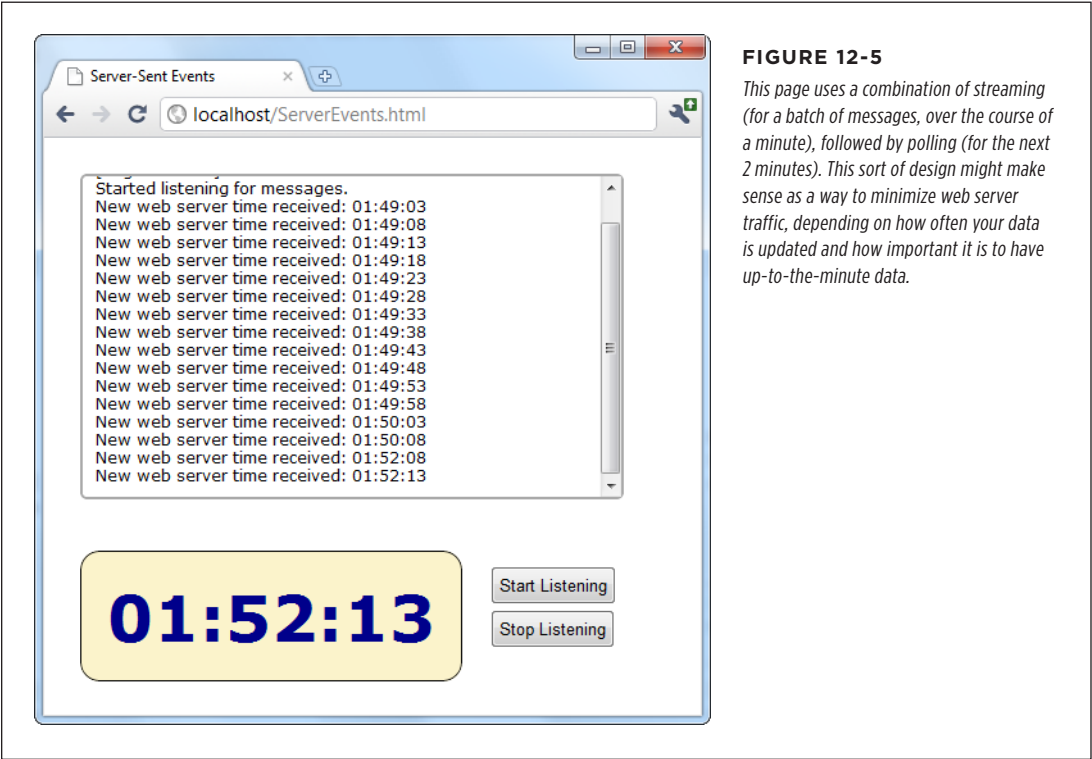 Server-Sent Events
localhost/ServerEvents.html
Started listening for messages.
New web server time received: 01:49:03
New web server time received: 01:49:08
New web server time received: 01:49:13
New web server time received: 01:49:18
New web server time received: 01:49:23
New web server time received: 01:49:28
New web server time received: 01:49:33
New web server time received: 01:49:38
New web server time received: 01:49:43
New web server time received: 01:49:48
New web server time received: 01:49:53
New web server time received: 01:49:58
New web server time received: 01:50:03
New web server time received: 01:50:08
New web server time received: 01:52:08
New web server time received: 01:52:13
01:52:13
Start Listening
Stop Listening
FIGURE 12-5
This page uses a combination of streaming
(for a batch of messages, over the course of
a minute), followed by polling (for the next
2 minutes). This sort of design might make
sense as a way to minimize web server
traffic, depending on how often your data
is updated and how important it is to have
up-to-the-minute data.